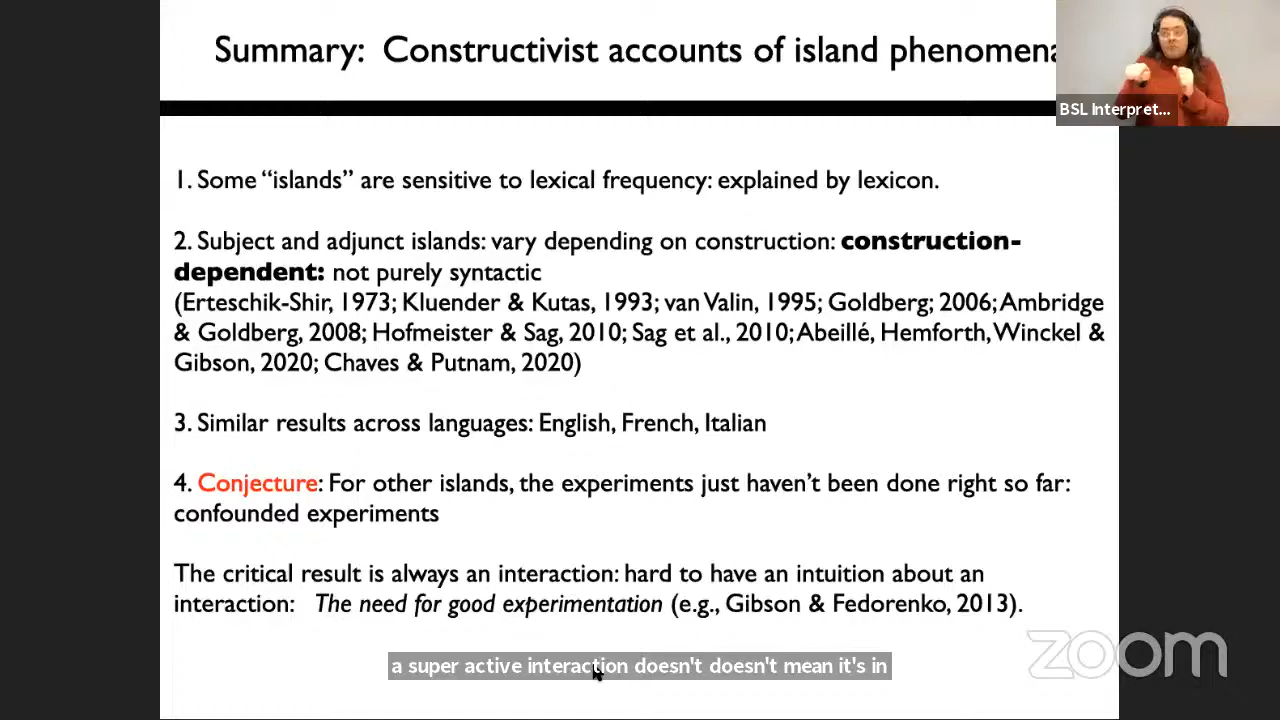 Summary: Constructivist accounts of island phenomena
BSL Interpret...
1. Some “islands” are sensitive to lexical frequency: explained by lexicon.
2. Subject and adjunct islands: vary depending on construction: construction-
dependent: not purely syntactic
(Erteschik-Shir, 1973; Kluender & Kutas, 1993; van Valin, 1995; Goldberg; 2006; Ambridge
& Goldberg, 2008; Hofmeister & Sag, 2010; Sag et al., 2010; Abeillé, Hemforth, Winckel &
Gibson, 2020; Chaves & Putnam, 2020)
3. Similar results across languages: English, French, Italian
4. Conjecture: For other islands, the experiments just haven’t been done right so far:
confounded experiments
The critical result is always an interaction: hard to have an intuition about an
interaction: The need for good experimentation (e.g., Gibson & Fedorenko, 2013).
a super active interaction doesn't doesn't mean it's in
zoom